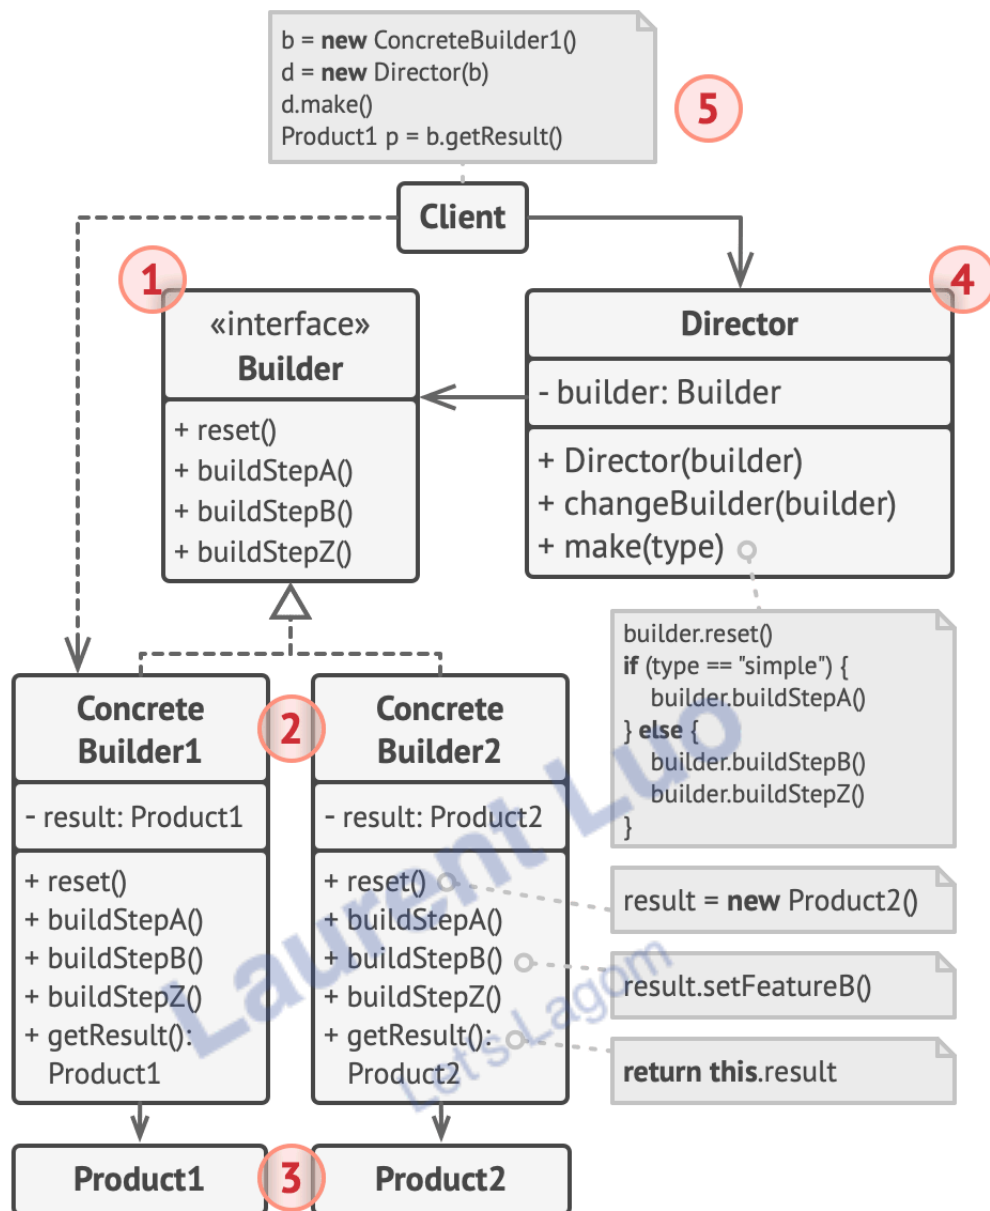 b = new ConcreteBuilder1()
d = new Director(b)
d.make()
Product1 p = b.getResult()
5
Client
1
«interface»
Builder
+ reset()
+ buildStepA()
+ buildStepB()
+ buildStepZ()
4
Director
- builder: Builder
+ Director(builder)
+ changeBuilder(builder)
+ make(type)
builder.reset()
if (type == "simple") {
builder.buildStepA()
} else {
builder.buildStepB()
builder.buildStepZ()
}
Concrete
Builder1
- result: Product1
+ reset()
+ buildStepA()
+ buildStepB()
+ buildStepZ()
+ getResult():
Product1
2
Concrete
Builder2
- result: Product2
+ reset()
+ buildStepA()
+ buildStepB()
+ buildStepZ()
+ getResult():
Product2
result = new Product2()
result.setFeatureB()
return this.result
Product1
3
Product2
Laurent Luo
Let's Lagom